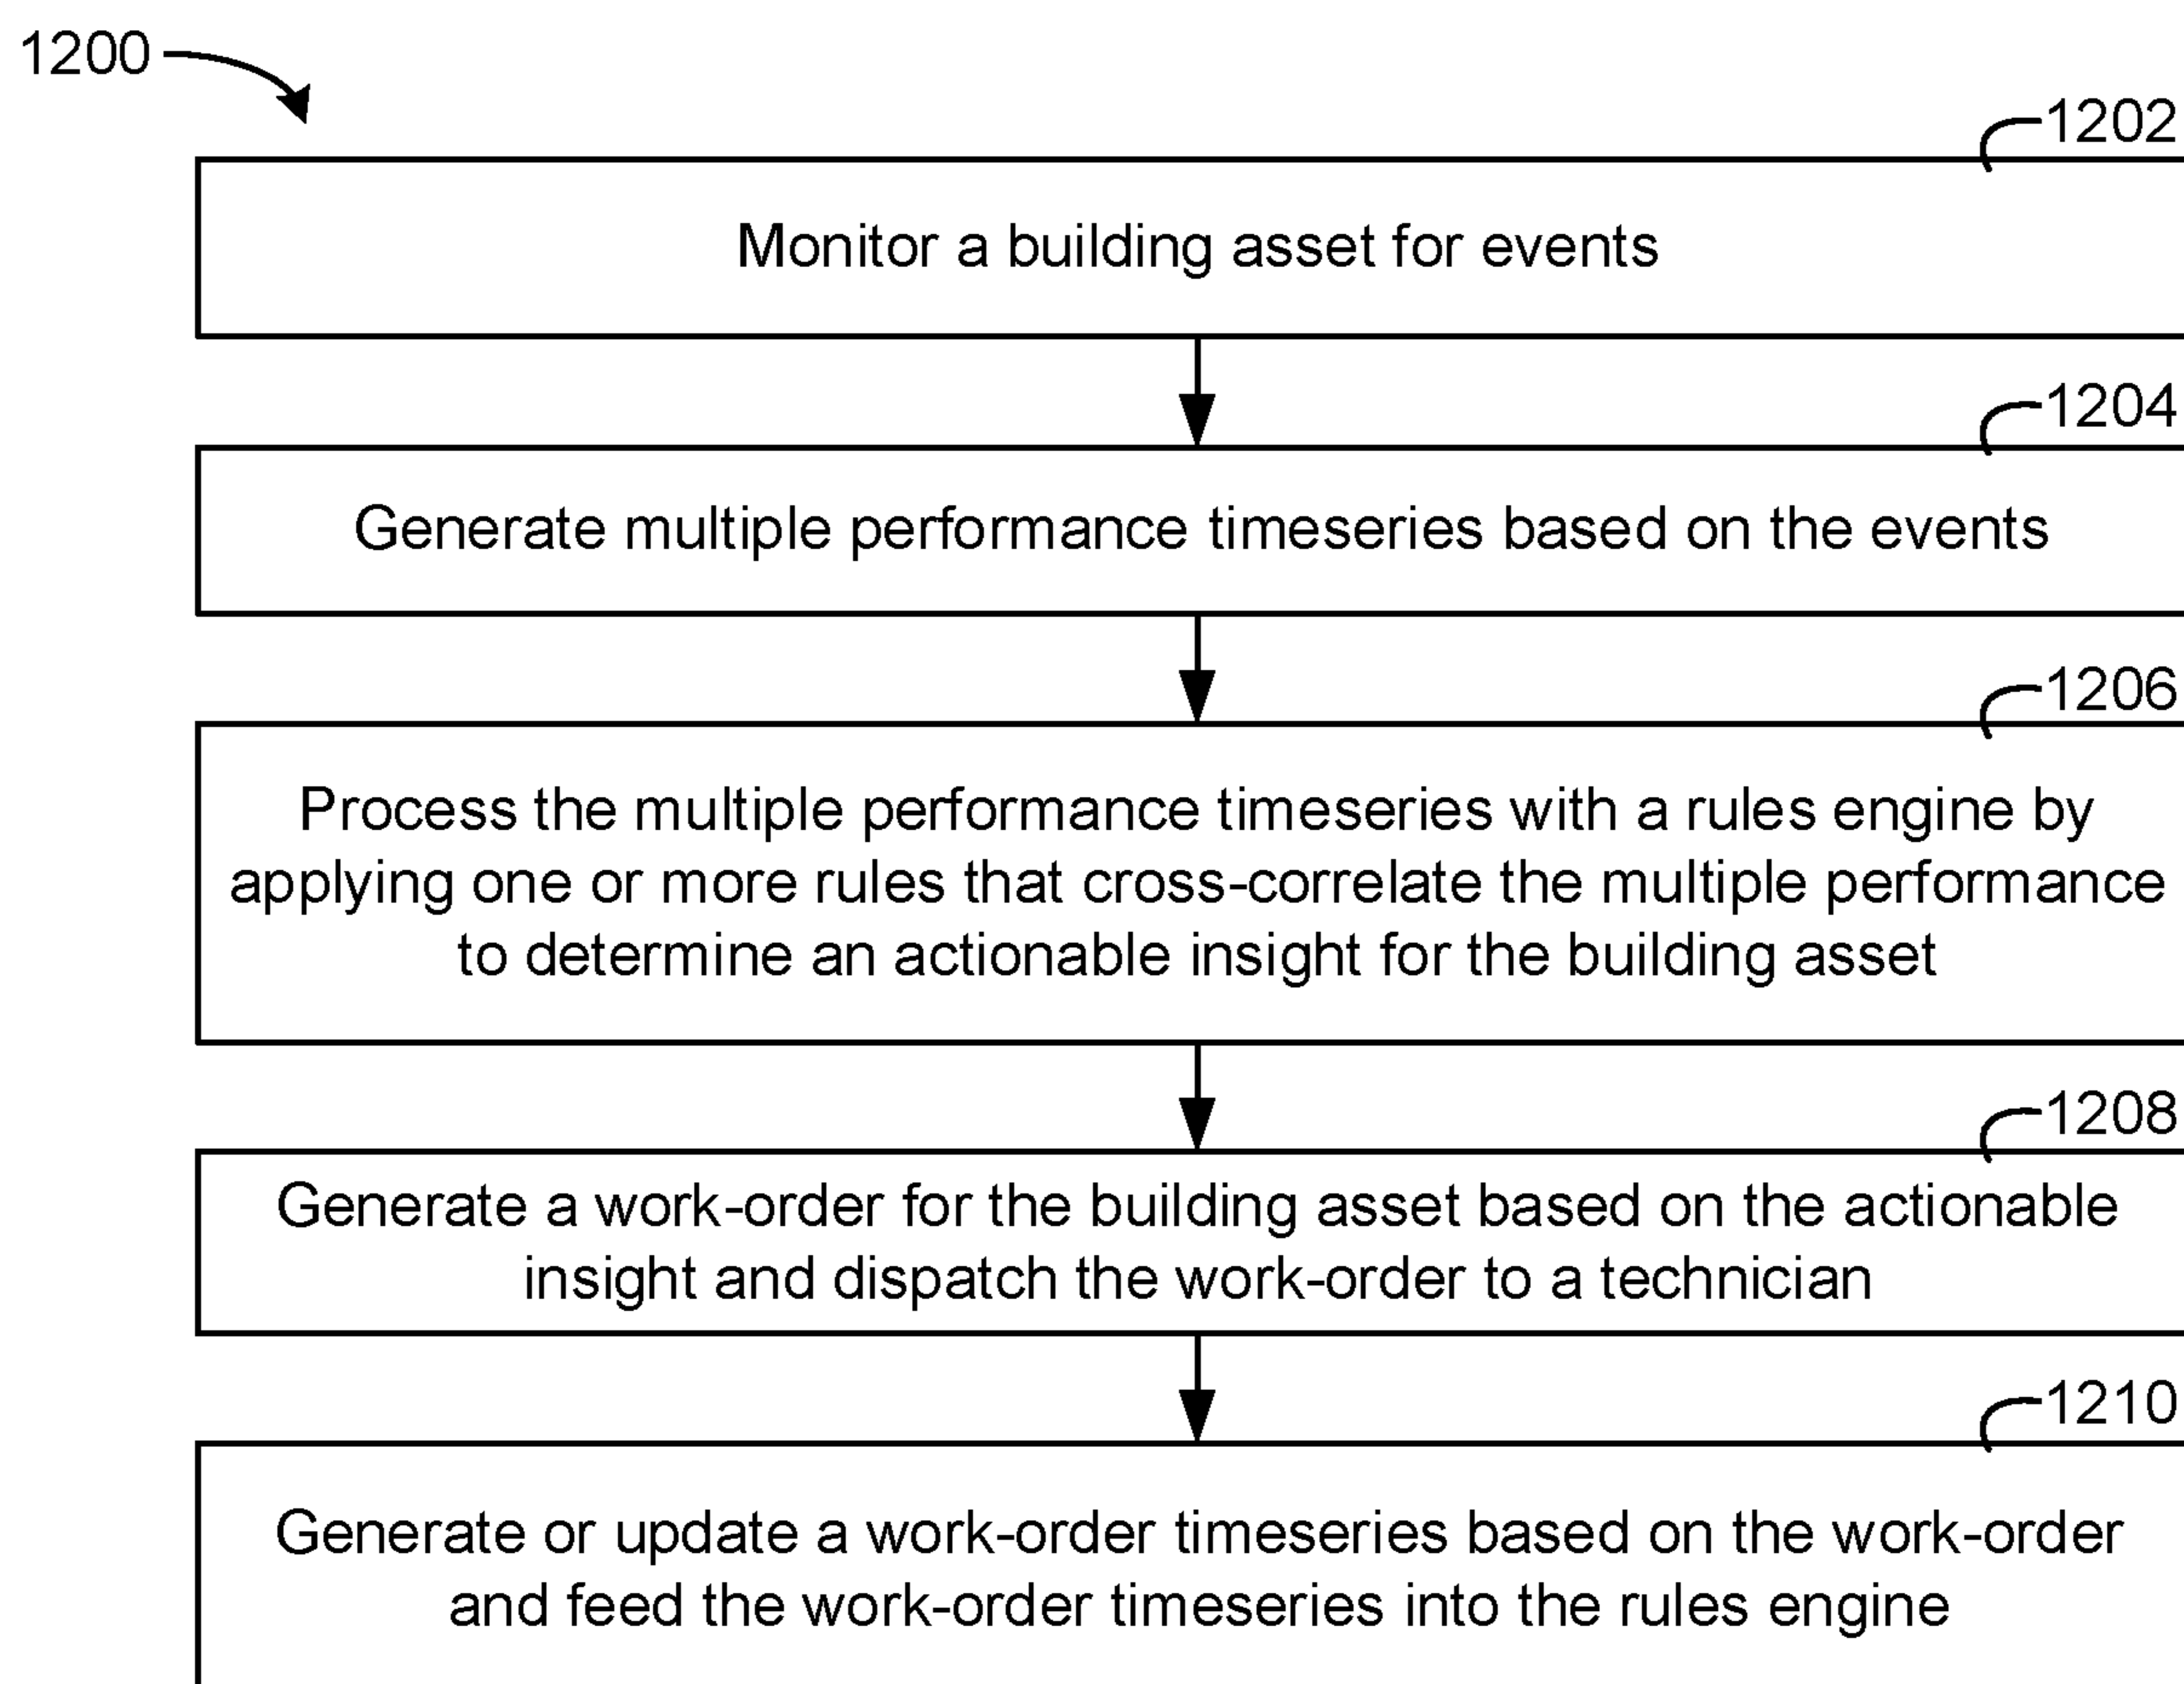 1200
1202
Monitor a building asset for events
1204
Generate multiple performance timeseries based on the events
1206
Process the multiple performance timeseries with a rules engine by
applying one or more rules that cross-correlate the multiple performance
to determine an actionable insight for the building asset
1208
Generate a work-order for the building asset based on the actionable
insight and dispatch the work-order to a technician
1210
Generate or update a work-order timeseries based on the work-order
and feed the work-order timeseries into the rules engine